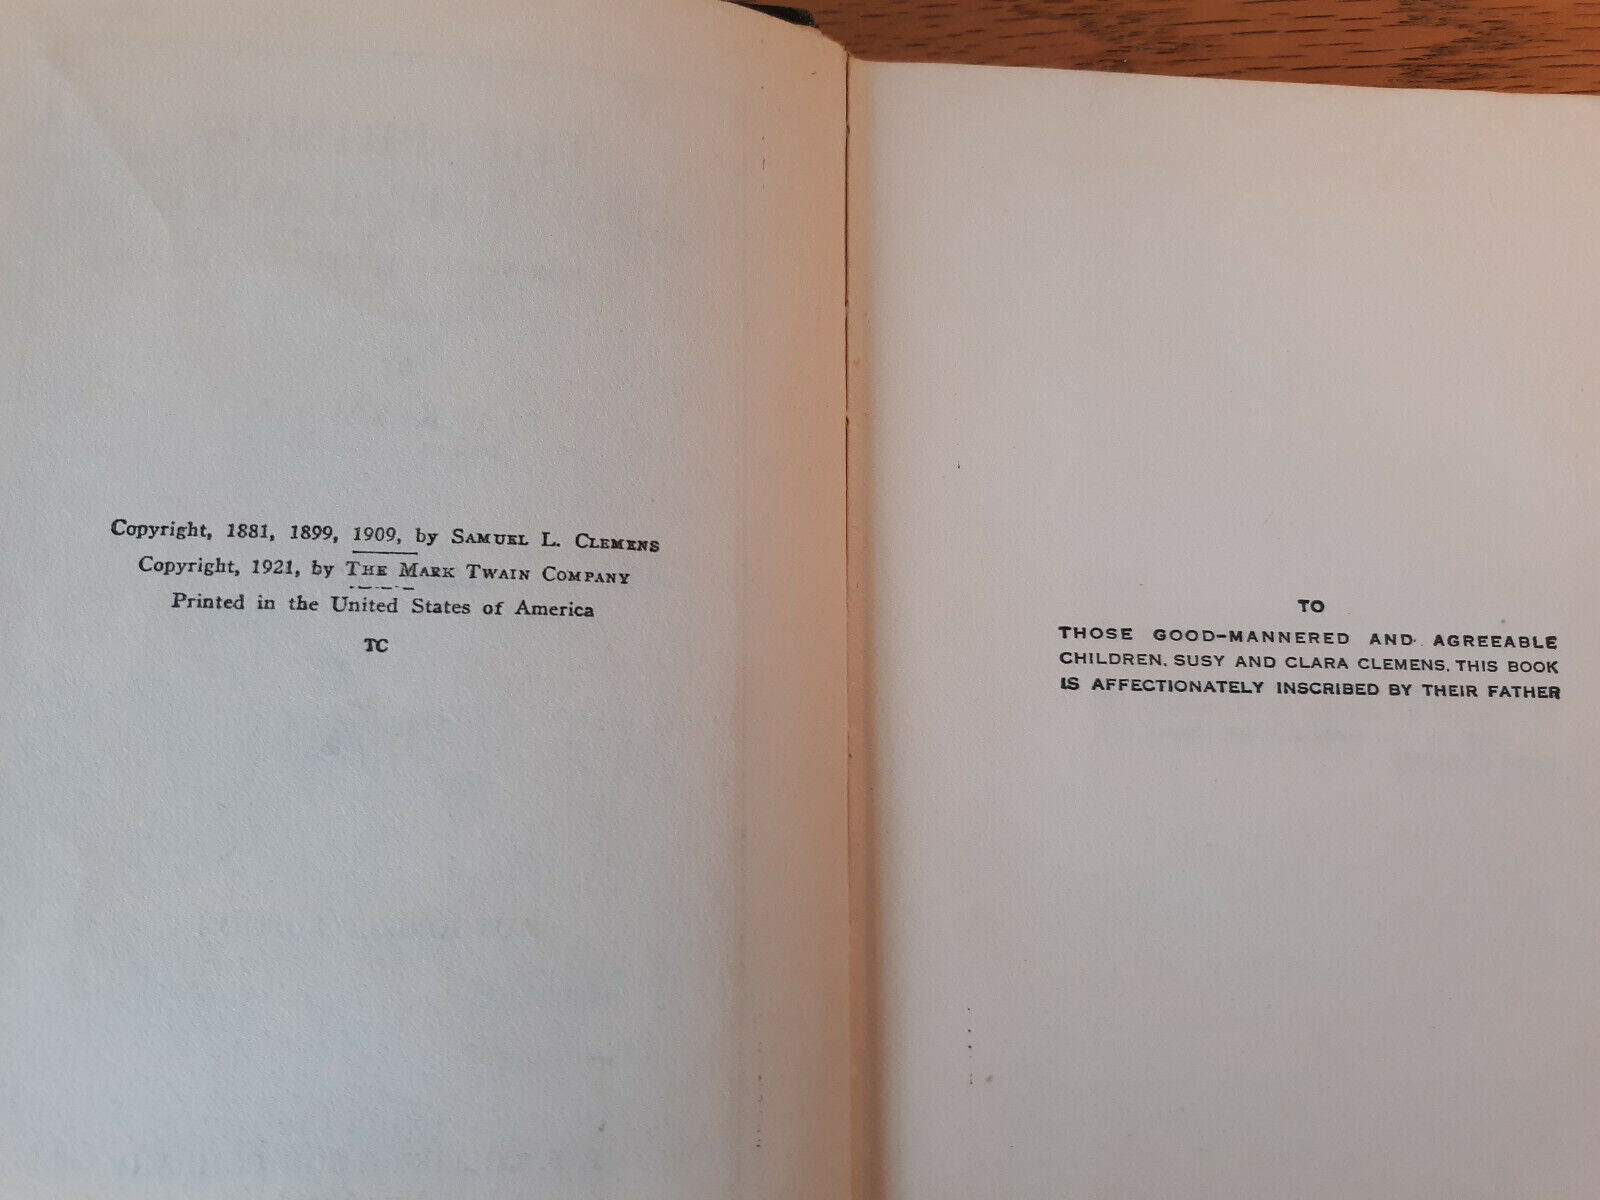 Copyright, 1881, 1899, 1909, by SAMUEL L. CLEMENS
Copyright, 1921, by THE MARK TWAIN COMPANY
Printed in the United States of America
TC
TO
THOSE GOOD-MANNERED AND AGREEABLE
CHILDREN, SUSY AND CLARA CLEMENS, THIS BOOK
IS AFFECTIONATELY INSCRIBED BY THEIR FATHER